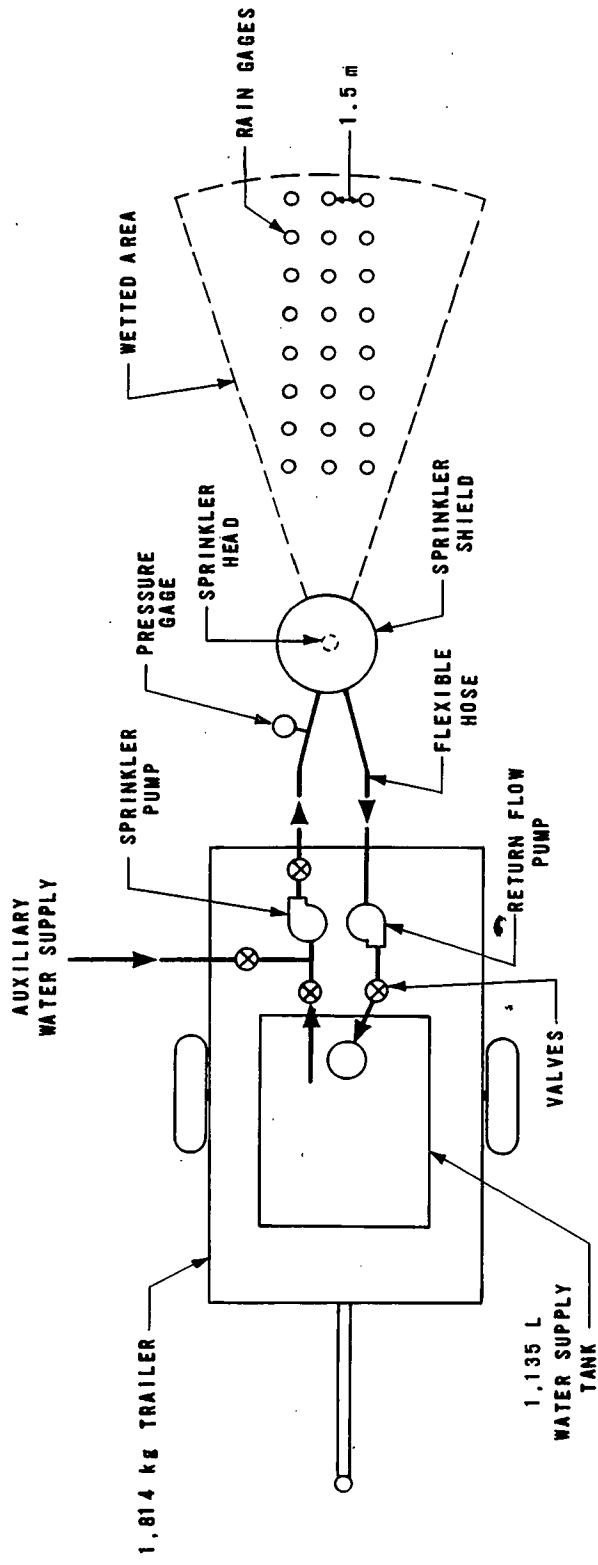 AUXILIARY
WATER SUPPLY
1,814 kg TRAILER
SPRINKLER
PUMP
PRESSURE
GAGE
SPRINKLER
HEAD
WETTED AREA
RAIN GAGES
1.5 m
1,135 L
WATER SUPPLY
TANK
VALVES
RETURN FLOW
PUMP
FLEXIBLE
HOSE
SPRINKLER
SHIELD